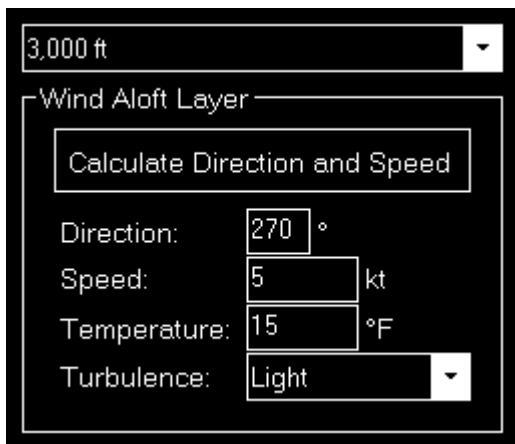 3,000 ft
Wind Aloft Layer
Calculate Direction and Speed
Direction: 270 °
Speed: 5 kt
Temperature: 15 °F
Turbulence: Light